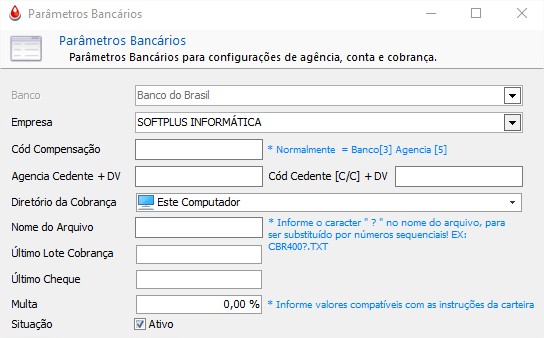 Parâmetros Bancários
Parâmetros Bancários
Parâmetros Bancários para configurações de agência, conta e cobrança.
Banco Banco do Brasil
Empresa SOFTPLUS INFORMÁTICA
Cód Compensação * Normalmente = Banco[3] Agencia [5]
Agencia Cedente + DV Cód Cedente [C/C] + DV
Diretório da Cobrança Este Computador
Nome do Arquivo * Informe o caracter " ? " no nome do arquivo, para
ser substituído por números sequenciais! EX:
CBR400?.TXT
Último Lote Cobrança
Último Cheque
Multa 0,00 % * Informe valores compatíveis com as instruções da carteira
Situação Ativo